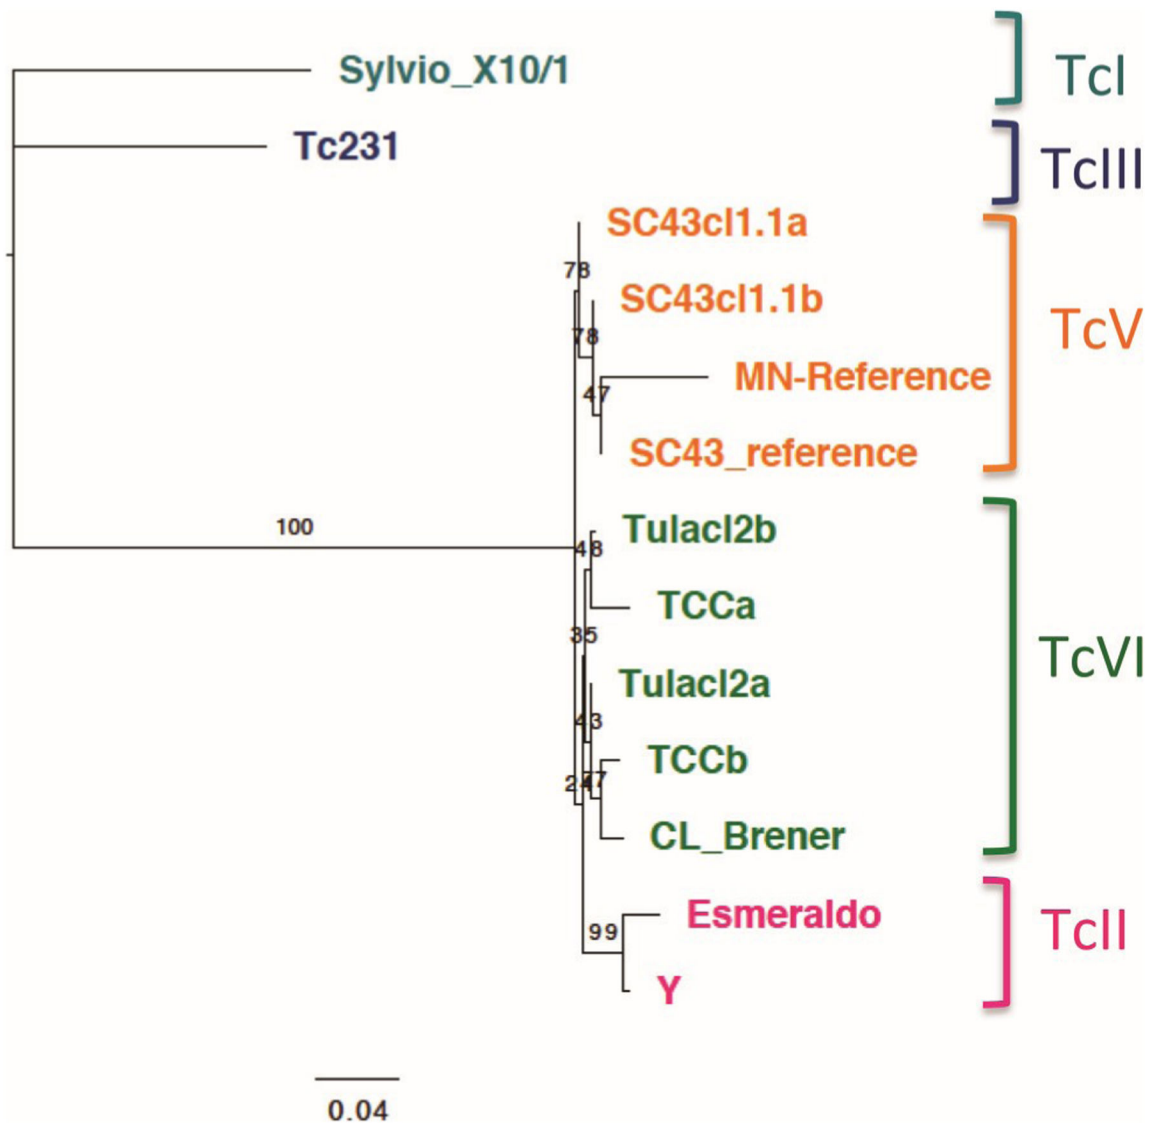 Sylvio_X10/1
TcI
Tc231
TcIII
SC43cl1.1a
78
SC43cl1.1b
TcV
78
MN-Reference
47
SC43_reference
100
Tulacl2b
48
TCCa
35
TcVI
Tulacl2a
43
TCCb
77
CL_Brener
Esmeraldo
99
TcII
Y
0.04